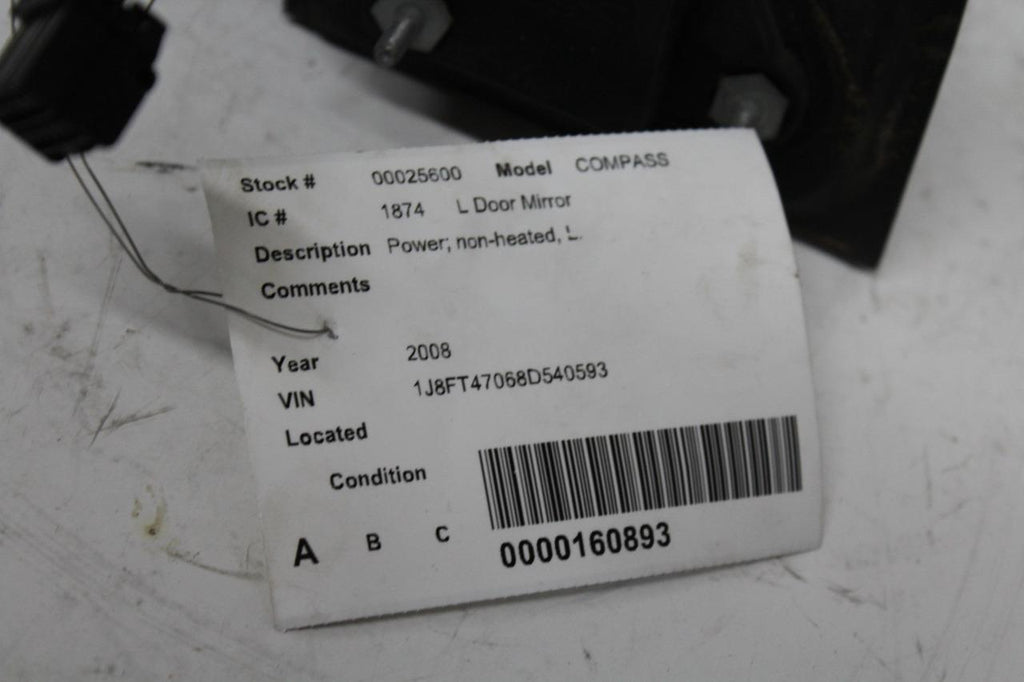 Stock # 00025600 Model COMPASS
IC # 1874 L Door Mirror
Description Power; non-heated, L.
Comments
Year 2008
VIN 1J8FT47068D540593
Located
Condition
A B C
0000160893